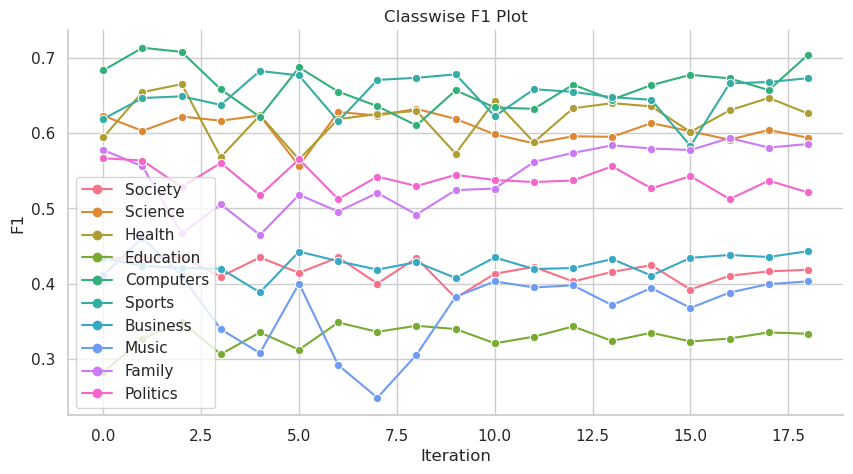 Classwise F1 Plot
0.7
0.6
0.5
0.4
0.3
F1
Society
Science
Health
Education
Computers
Sports
Business
Music
Family
Politics
0.0 2.5 5.0 7.5 10.0 12.5 15.0 17.5
Iteration